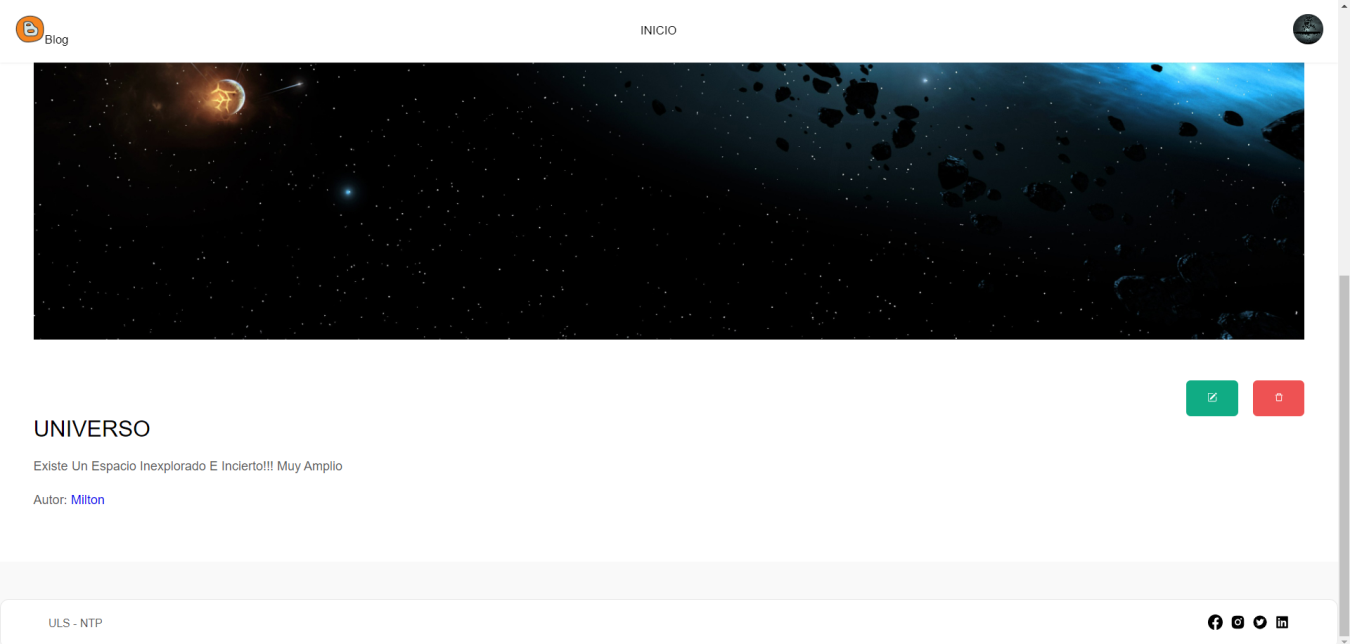 Blog
INICIO
UNIVERSO
Existe Un Espacio Inexplorado E Incierto!!! Muy Amplio
Autor: Milton
ULS - NTP